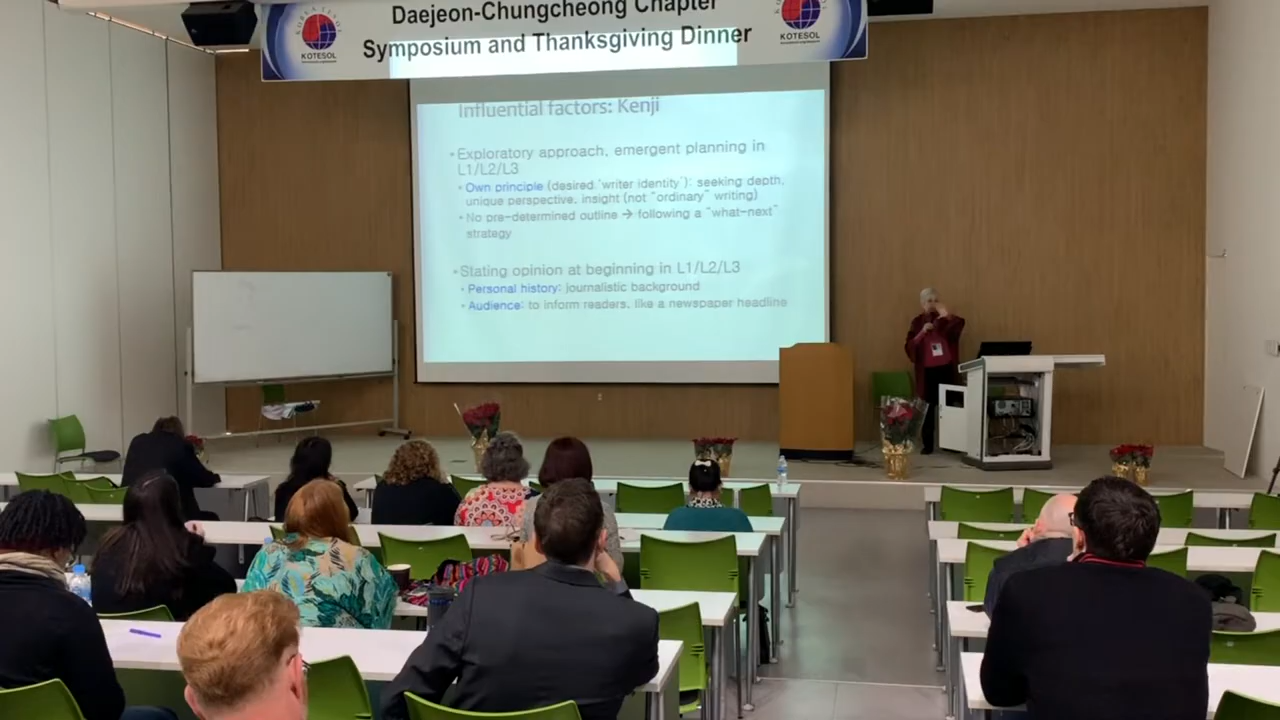 Daejeon-Chungcheong Chapter
Symposium and Thanksgiving Dinner
KOTESOL
KOTESOL
Influential factors: Kenji
• Exploratory approach, emergent planning in
L1/L2/L3
• Own principle (desired 'writer identity'): seeking depth,
unique perspective, insight (not "ordinary" writing)
• No pre-determined outline → following a "what-next"
strategy
• Stating opinion at beginning in L1/L2/L3
• Personal history: journalistic background
• Audience: to inform readers, like a newspaper headline